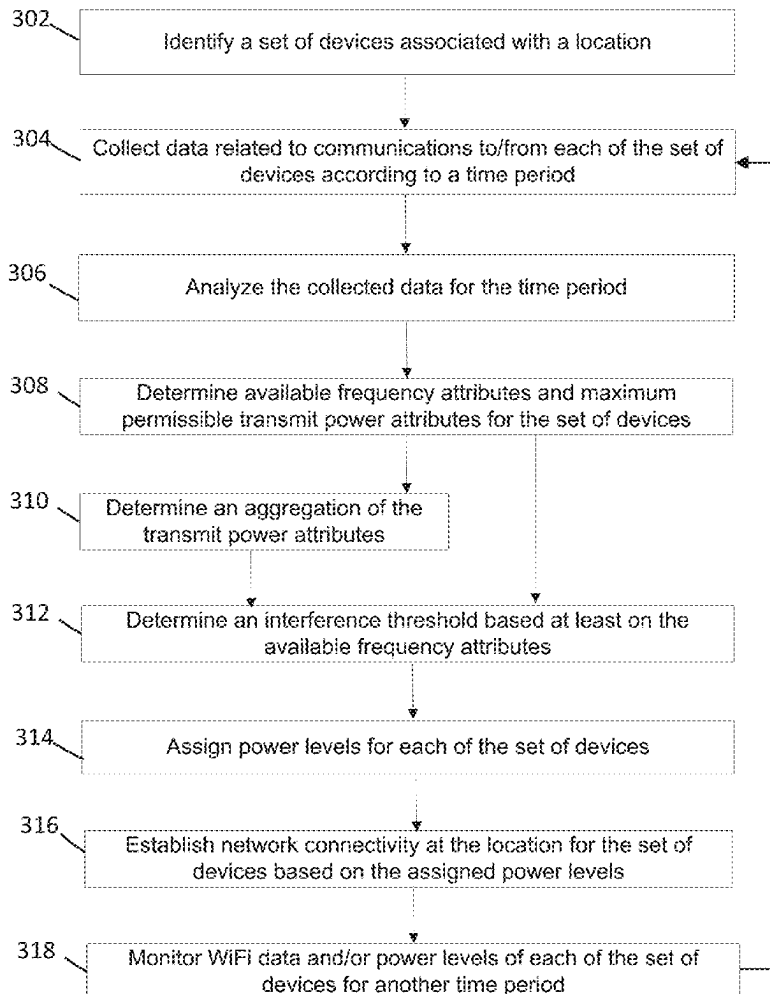 302
Identify a set of devices associated with a location
304
Collect data related to communications to/from each of the set of
devices according to a time period
306
Analyze the collected data for the time period
308
Determine available frequency attributes and maximum
permissible transmit power attributes for the set of devices
310
Determine an aggregation of the
transmit power attributes
312
Determine an interference threshold based at least on the
available frequency attributes
314
Assign power levels for each of the set of devices
316
Establish network connectivity at the location for the set of
devices based on the assigned power levels
318
Monitor WiFi data and/or power levels of each of the set of
devices for another time period